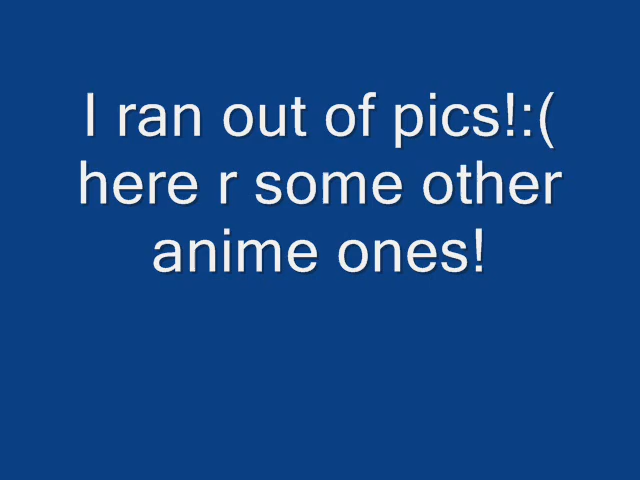 I ran out of pics!:(
here r some other
anime ones!